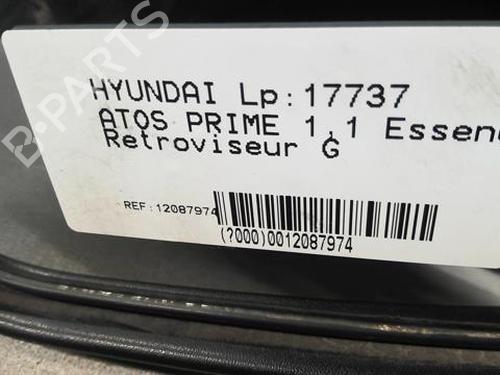 HYUNDAI Lp:17737
ATOS PRIME 1,1 Essen
Retroviseur G
REF:12087974
(?000)0012087974
B-PARTS